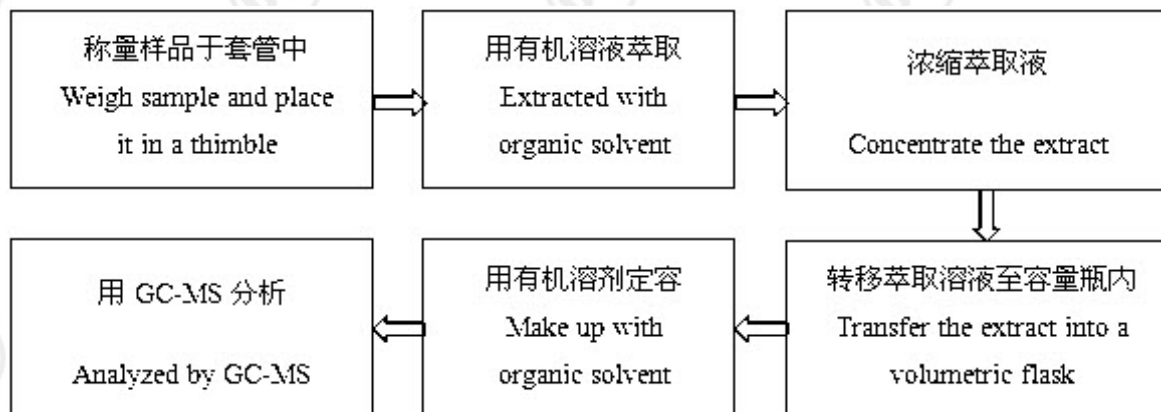 称量样品于套管中
Weigh sample and place
it in a thimble
用有机溶液萃取
Extracted with
organic solvent
浓缩萃取液
Concentrate the extract
转移萃取溶液至容量瓶内
Transfer the extract into a
volumetric flask
用有机溶剂定容
Make up with
organic solvent
用 GC-MS 分析
Analyzed by GC-MS